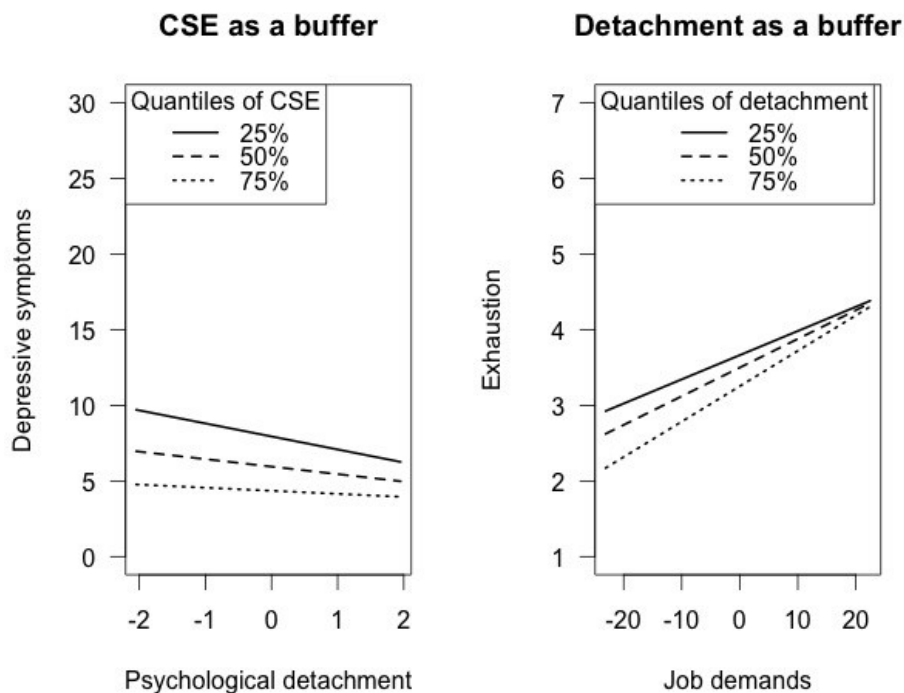 CSE as a buffer
Quantiles of CSE
25%
50%
75%
30
25
20
15
10
5
0
Depressive symptoms
-2 -1 0 1 2
Psychological detachment
Detachment as a buffer
Quantiles of detachment
25%
50%
75%
7
6
5
4
3
2
1
Exhaustion
-20 -10 0 10 20
Job demands